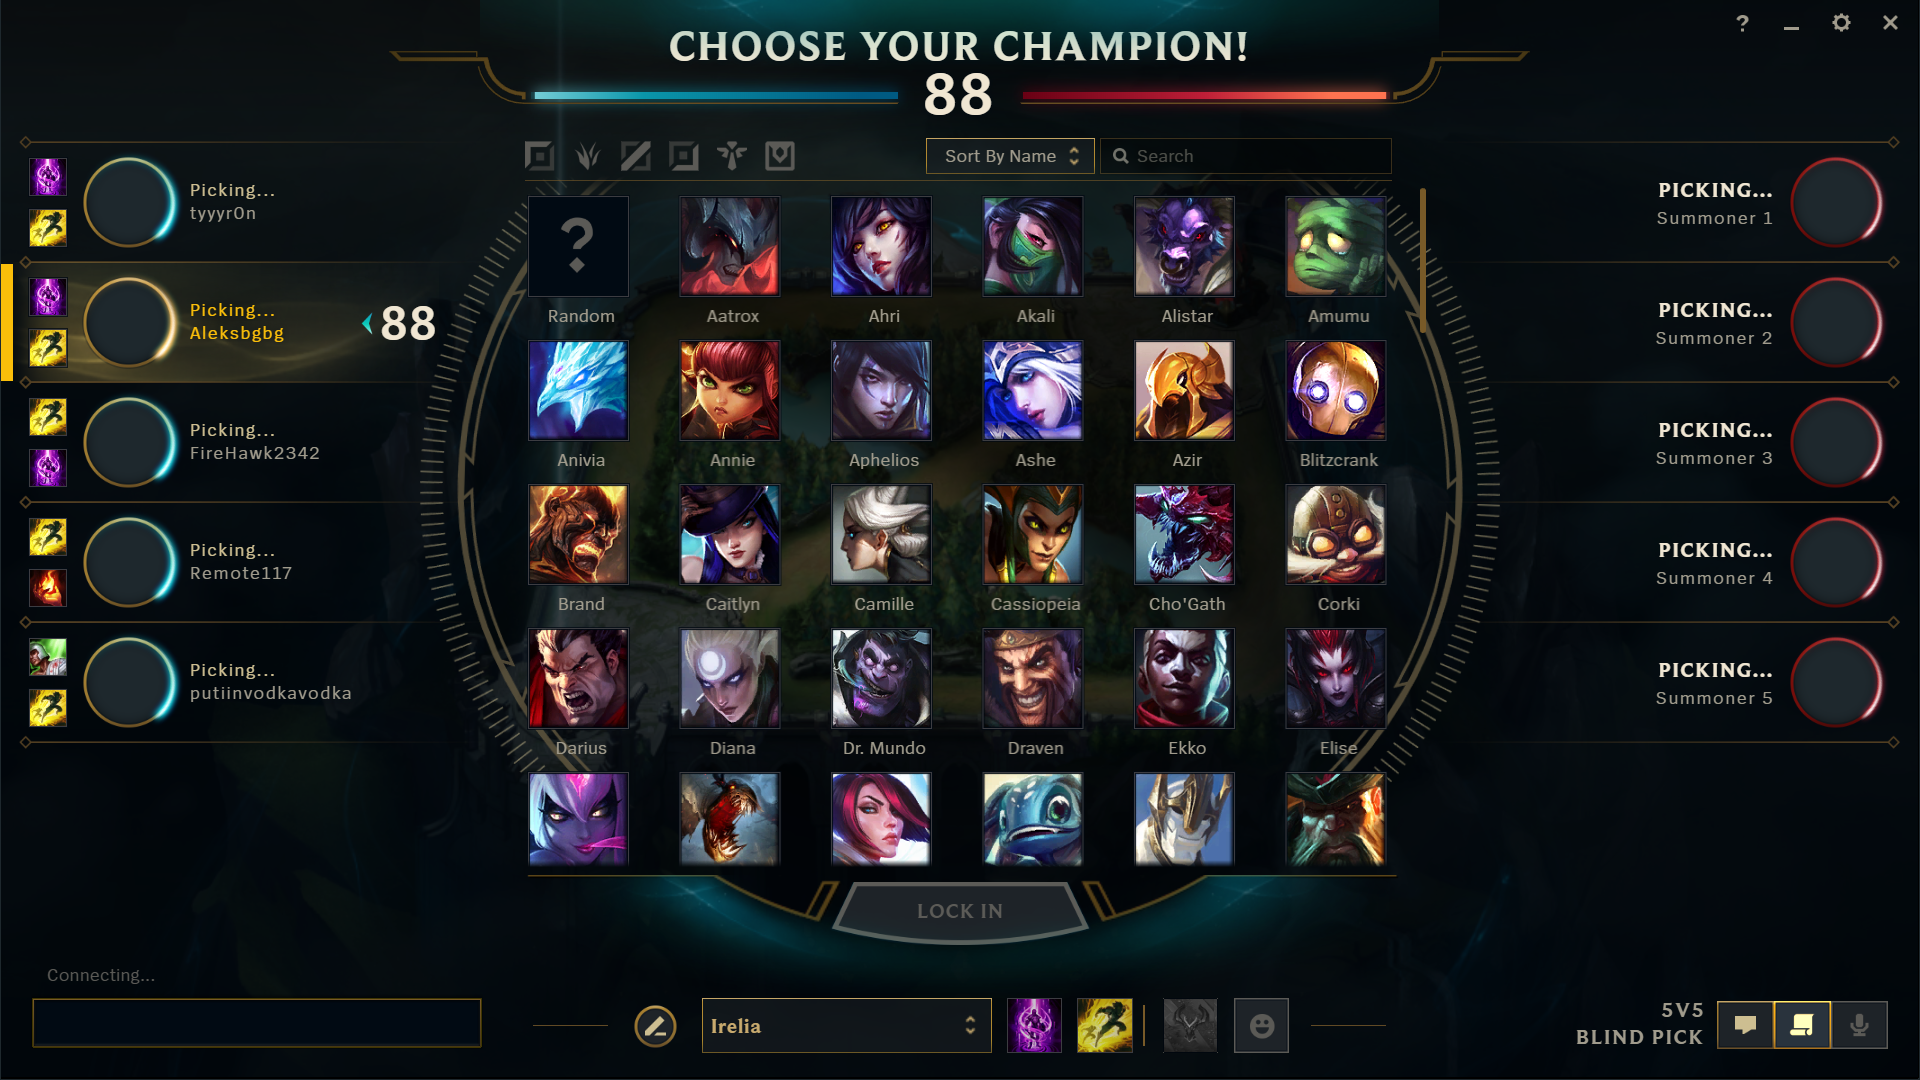 CHOOSE YOUR CHAMPION!
88
Sort By Name
Search
Picking...
tyyyr0n
Picking...
Aleksbgbg
88
Picking...
FireHawk2342
Picking...
Remote117
Picking...
putiinvodkavodka
Random
Aatrox
Ahri
Akali
Alistar
Amumu
Anivia
Annie
Aphelios
Ashe
Azir
Blitzcrank
Brand
Caitlyn
Camille
Cassiopeia
Cho'Gath
Corki
Darius
Diana
Dr. Mundo
Draven
Ekko
Elise
PICKING...
Summoner 1
PICKING...
Summoner 2
PICKING...
Summoner 3
PICKING...
Summoner 4
PICKING...
Summoner 5
LOCK IN
Connecting...
Irelia
5V5
BLIND PICK